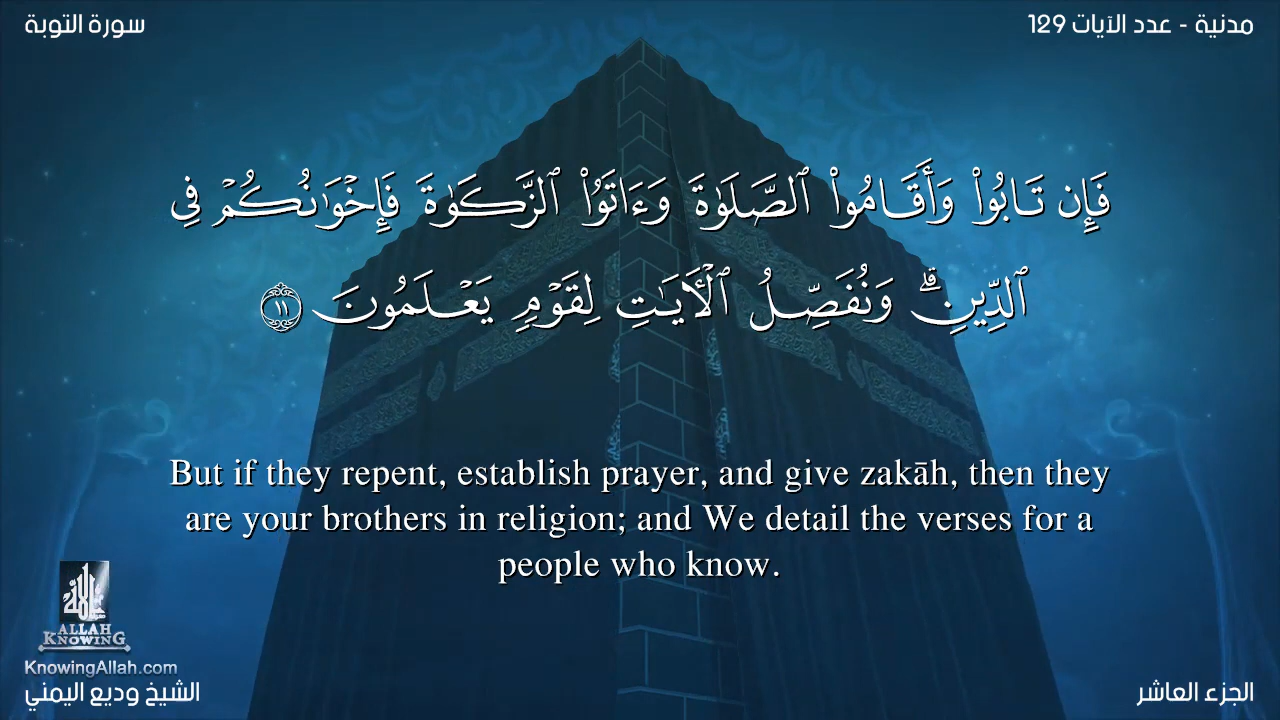 سورة التوبة
مدنية - عدد الآيات 129
فَإِن تَابُوا۟ وَأَقَامُوا۟ ٱلصَّلَوٰةَ وَءَاتَوُا۟ ٱلزَّكَوٰةَ فَإِخْوَٰنُكُمْ فِى
ٱلدِّينِ ۗ وَنُفَصِّلُ ٱلْـَٔايَـٰتِ لِقَوْمٍ يَعْلَمُونَ ١١
But if they repent, establish prayer, and give zakāh, then they
are your brothers in religion; and We detail the verses for a
people who know.
الله
ALLAH
KNOWING
KnowingAllah.com
الشيخ وديع اليمني
الجزء العاشر